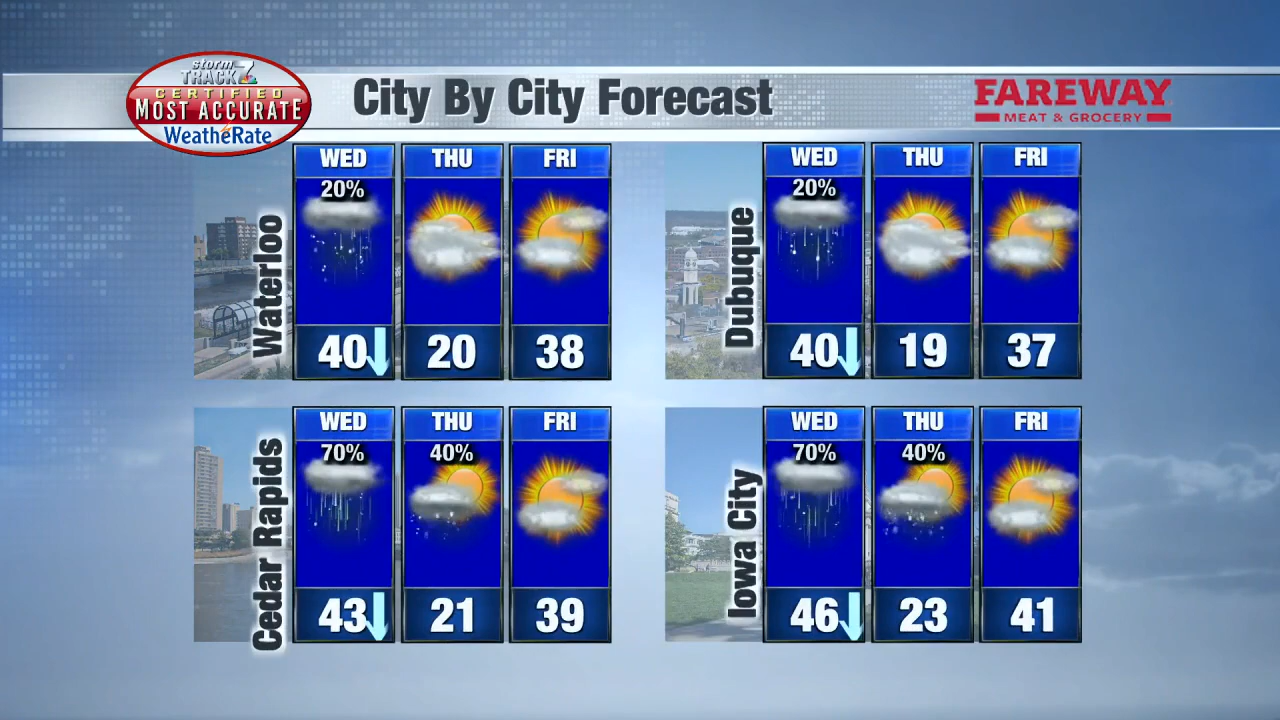 storm
TRACK 7
CERTIFIED
MOST ACCURATE
WeatheRate
City By City Forecast
FAREWAY
MEAT & GROCERY
Waterloo
WED THU FRI
20%
40 20 38
Dubuque
WED THU FRI
20%
40 19 37
Cedar Rapids
WED THU FRI
70% 40%
43 21 39
Iowa City
WED THU FRI
70% 40%
46 23 41